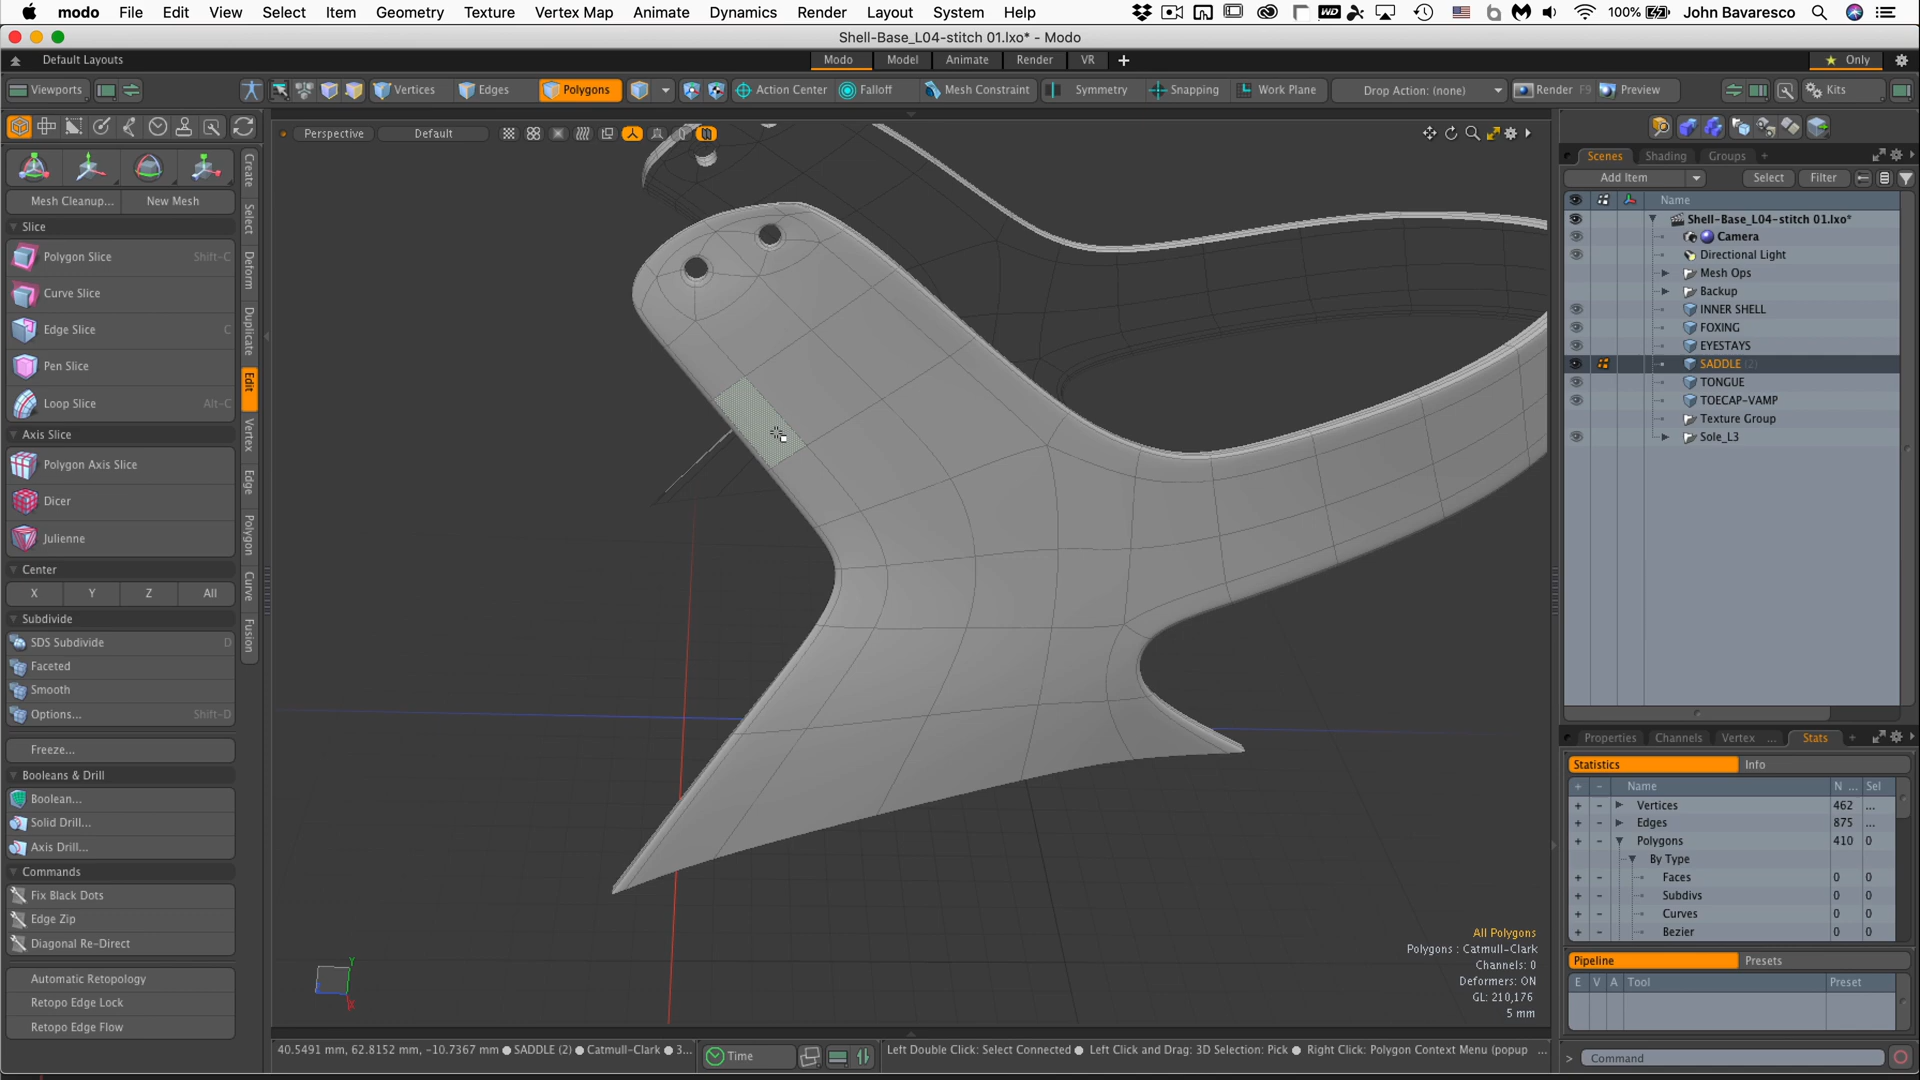 modo File Edit View Select Item Geometry Texture Vertex Map Animate Dynamics Render Layout System Help 100% John Bavaresco
Shell-Base_L04-stitch 01.lxo* - Modo
Default Layouts Modo Model Animate Render VR + Only
Viewports Vertices Edges Polygons Action Center Falloff Mesh Constraint Symmetry Snapping Work Plane Drop Action: (none) Render F9 Preview Kits
Perspective Default
Mesh Cleanup... New Mesh
Slice
Polygon Slice Shift-C
Curve Slice
Edge Slice C
Pen Slice
Loop Slice Alt-C
Axis Slice
Polygon Axis Slice
Dicer
Julienne
Center
X Y Z All
Subdivide
SDS Subdivide D
Faceted
Smooth
Options... Shift-D
Freeze...
Booleans & Drill
Boolean...
Solid Drill...
Axis Drill...
Commands
Fix Black Dots
Edge Zip
Diagonal Re-Direct
Automatic Retopology
Retopo Edge Lock
Retopo Edge Flow
Create
Select
Deform
Duplicate
Edit
Vertex
Edge
Polygon
Curve
Fusion
Y
X
All Polygons
Polygons : Catmull-Clark
Channels: 0
Deformers: ON
GL: 210,176
5 mm
Scenes Shading Groups +
Add Item Select Filter
Name
Shell-Base_L04-stitch 01.lxo*
Camera
Directional Light
Mesh Ops
Backup
INNER SHELL
FOXING
EYESTAYS
SADDLE (2)
TONGUE
TOECAP-VAMP
Texture Group
Sole_L3
Properties Channels Vertex ... Stats +
Statistics Info
+ - Name N ... Sel
+ - Vertices 462 ...
+ - Edges 875 ...
+ - Polygons 410 0
By Type
+ - Faces 0 0
+ - Subdivs 0 0
+ - Curves 0 0
+ - Bezier 0 0
Pipeline Presets
E V A Tool Preset
40.5491 mm, 62.8152 mm, -10.7367 mm ● SADDLE (2) ● Catmull-Clark ● 3... Time Left Double Click: Select Connected ● Left Click and Drag: 3D Selection: Pick ● Right Click: Polygon Context Menu (popup ...
> Command